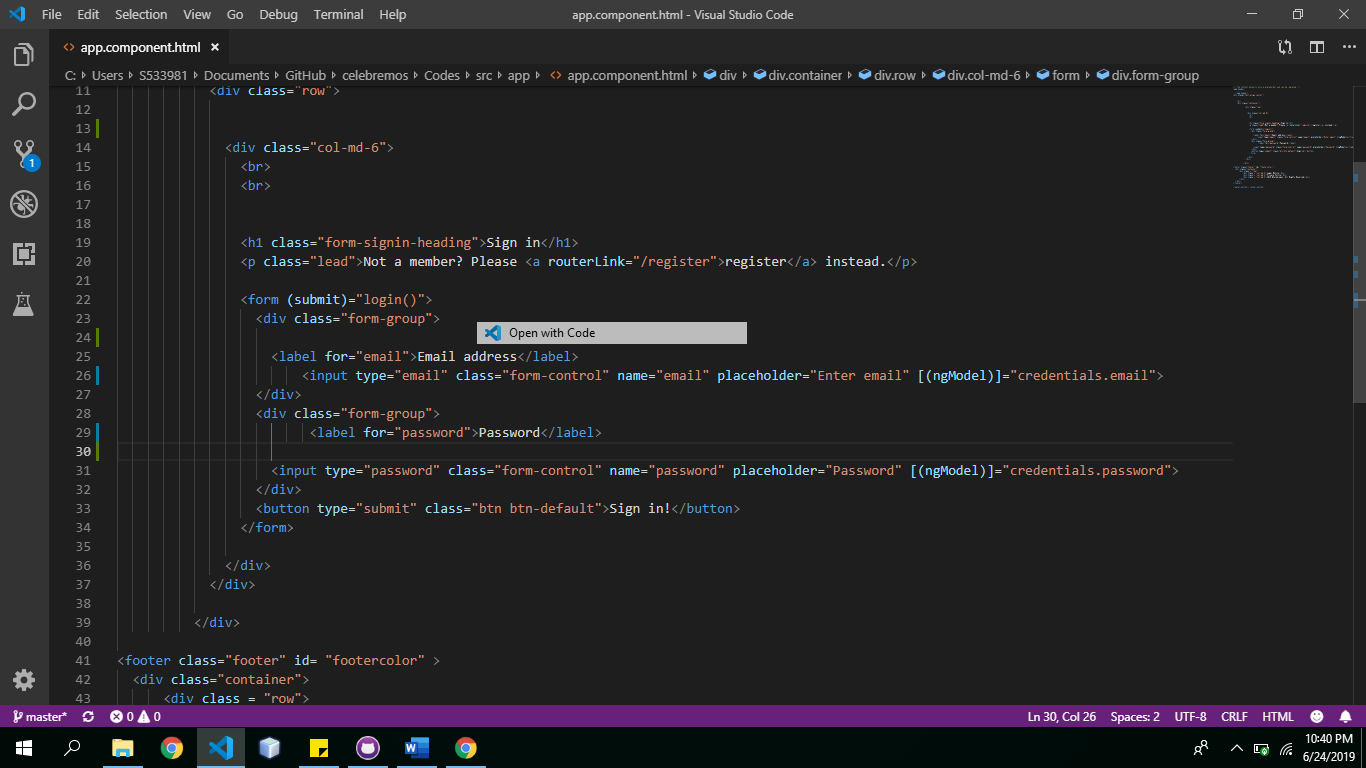 File Edit Selection View Go Debug Terminal Help app.component.html - Visual Studio Code
app.component.html
C: Users S533981 Documents GitHub celebremos Codes src app app.component.html div div.container div.row div.col-md-6 form div.form-group
11 <div class="row">
12
13
14 <div class="col-md-6">
15 <br>
16 <br>
17
18
19 <h1 class="form-signin-heading">Sign in</h1>
20 <p class="lead">Not a member? Please <a routerLink="/register">register</a> instead.</p>
21
22 <form (submit)="login()">
23 <div class="form-group">
Open with Code
24
25 <label for="email">Email address</label>
26 <input type="email" class="form-control" name="email" placeholder="Enter email" [(ngModel)]="credentials.email">
27 </div>
28 <div class="form-group">
29 <label for="password">Password</label>
30
31 <input type="password" class="form-control" name="password" placeholder="Password" [(ngModel)]="credentials.password">
32 </div>
33 <button type="submit" class="btn btn-default">Sign in!</button>
34 </form>
35
36 </div>
37 </div>
38
39 </div>
40
41 <footer class="footer" id= "footercolor" >
42 <div class="container">
43 <div class = "row">
1
master* 0 0 Ln 30, Col 26 Spaces: 2 UTF-8 CRLF HTML
10:40 PM
6/24/2019